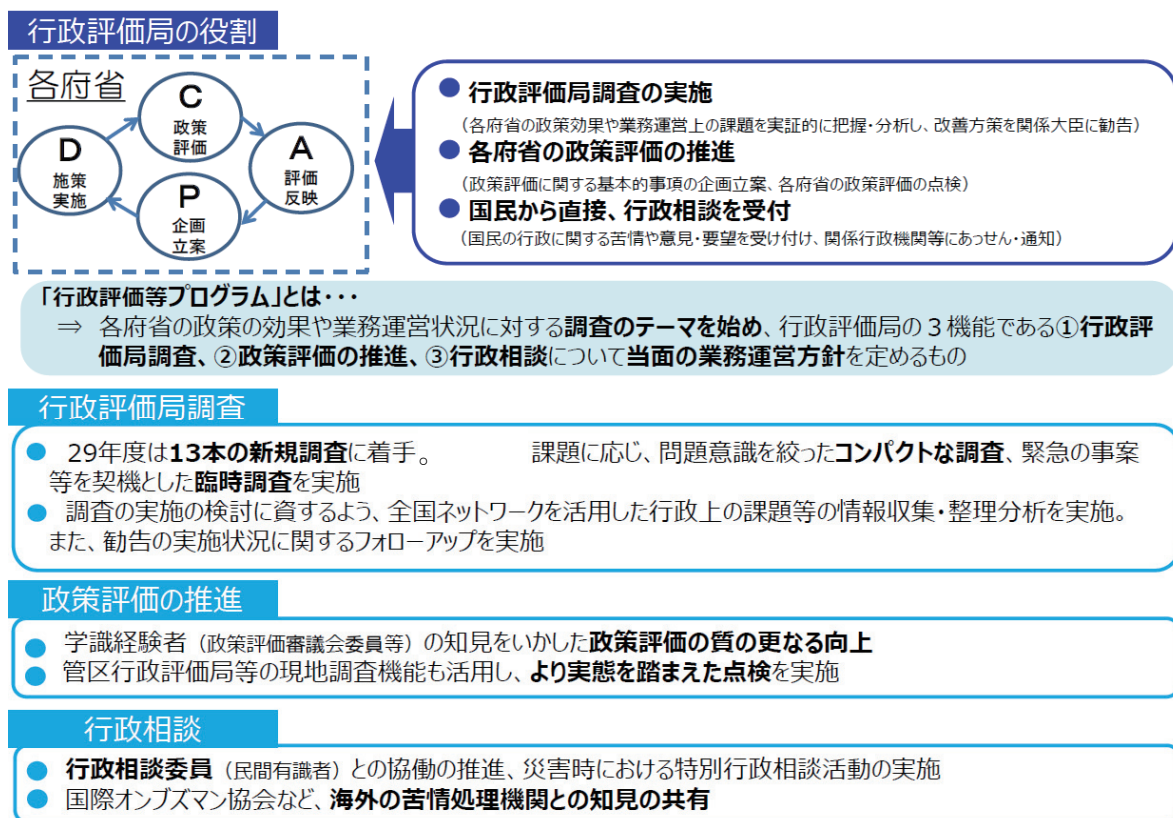 行政評価局の役割
各府省
C
政策
評価
D
施策
実施
A
評価
反映
P
企画
立案
● 行政評価局調査の実施
(各府省の政策効果や業務運営上の課題を実証的に把握・分析し、改善方策を関係大臣に勧告)
● 各府省の政策評価の推進
(政策評価に関する基本的事項の企画立案、各府省の政策評価の点検)
● 国民から直接、行政相談を受付
(国民の行政に関する苦情や意見・要望を受け付け、関係行政機関等にあっせん・通知)
「行政評価等プログラム」とは・・・
⇒ 各府省の政策の効果や業務運営状況に対する調査のテーマを始め、行政評価局の3機能である①行政評
価局調査、②政策評価の推進、③行政相談について当面の業務運営方針を定めるもの
行政評価局調査
● 29年度は13本の新規調査に着手。 課題に応じ、問題意識を絞ったコンパクトな調査、緊急の事案
等を契機とした臨時調査を実施
● 調査の実施の検討に資するよう、全国ネットワークを活用した行政上の課題等の情報収集・整理分析を実施。
また、勧告の実施状況に関するフォローアップを実施
政策評価の推進
● 学識経験者（政策評価審議会委員等）の知見をいかした政策評価の質の更なる向上
● 管区行政評価局等の現地調査機能も活用し、より実態を踏まえた点検を実施
行政相談
● 行政相談委員（民間有識者）との協働の推進、災害時における特別行政相談活動の実施
● 国際オンブズマン協会など、海外の苦情処理機関との知見の共有